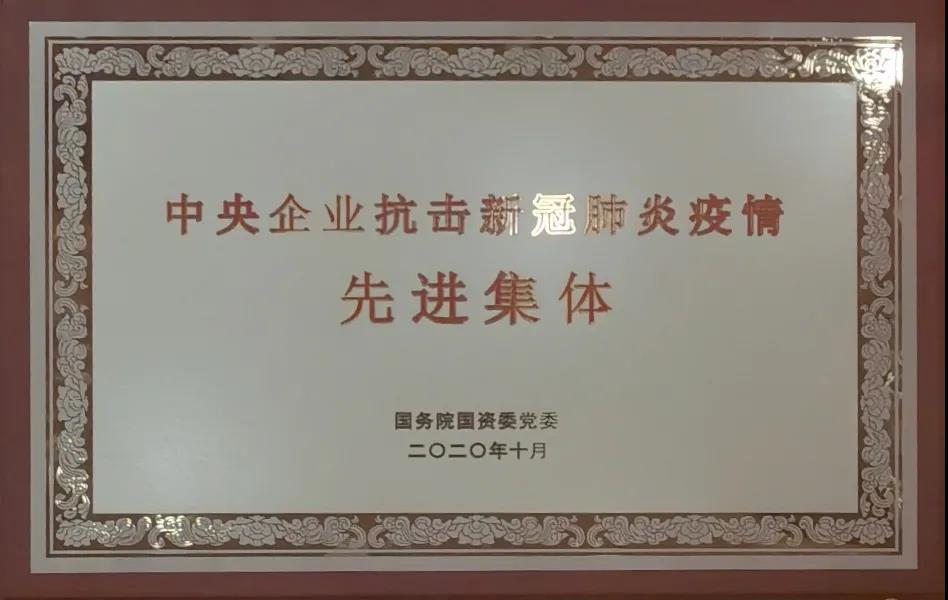 中央企业抗击新冠肺炎疫情
先进集体
国务院国资委党委
二〇二〇年十月